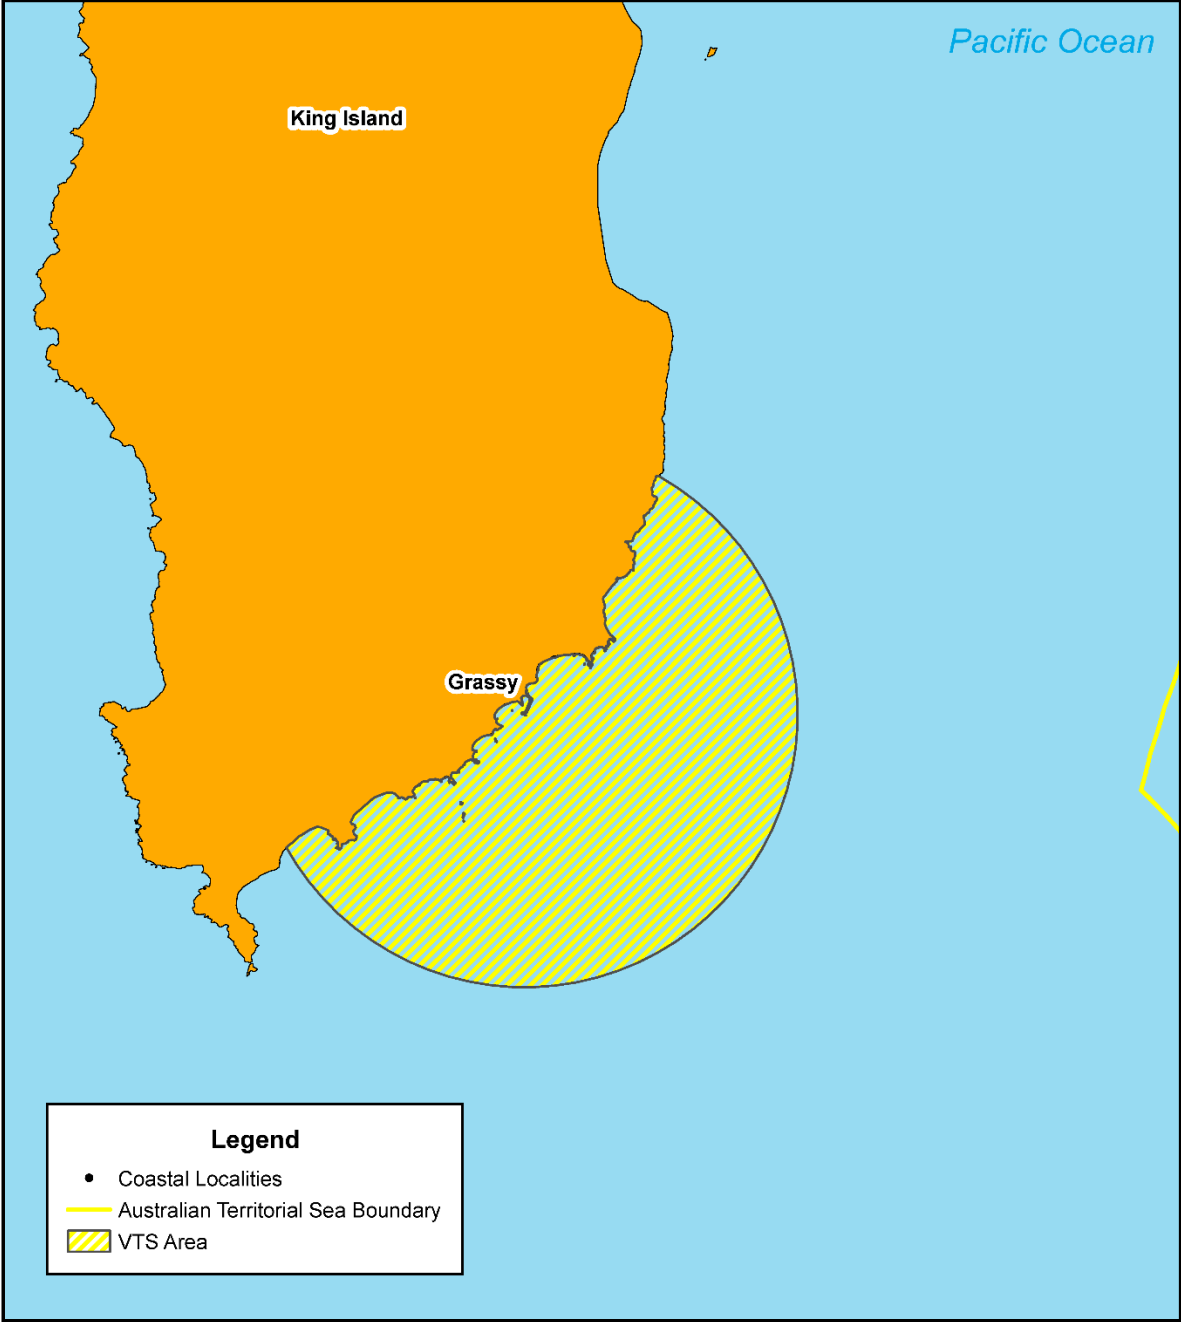 Pacific Ocean
King Island
Grassy
Legend
Coastal Localities
Australian Territorial Sea Boundary
VTS Area